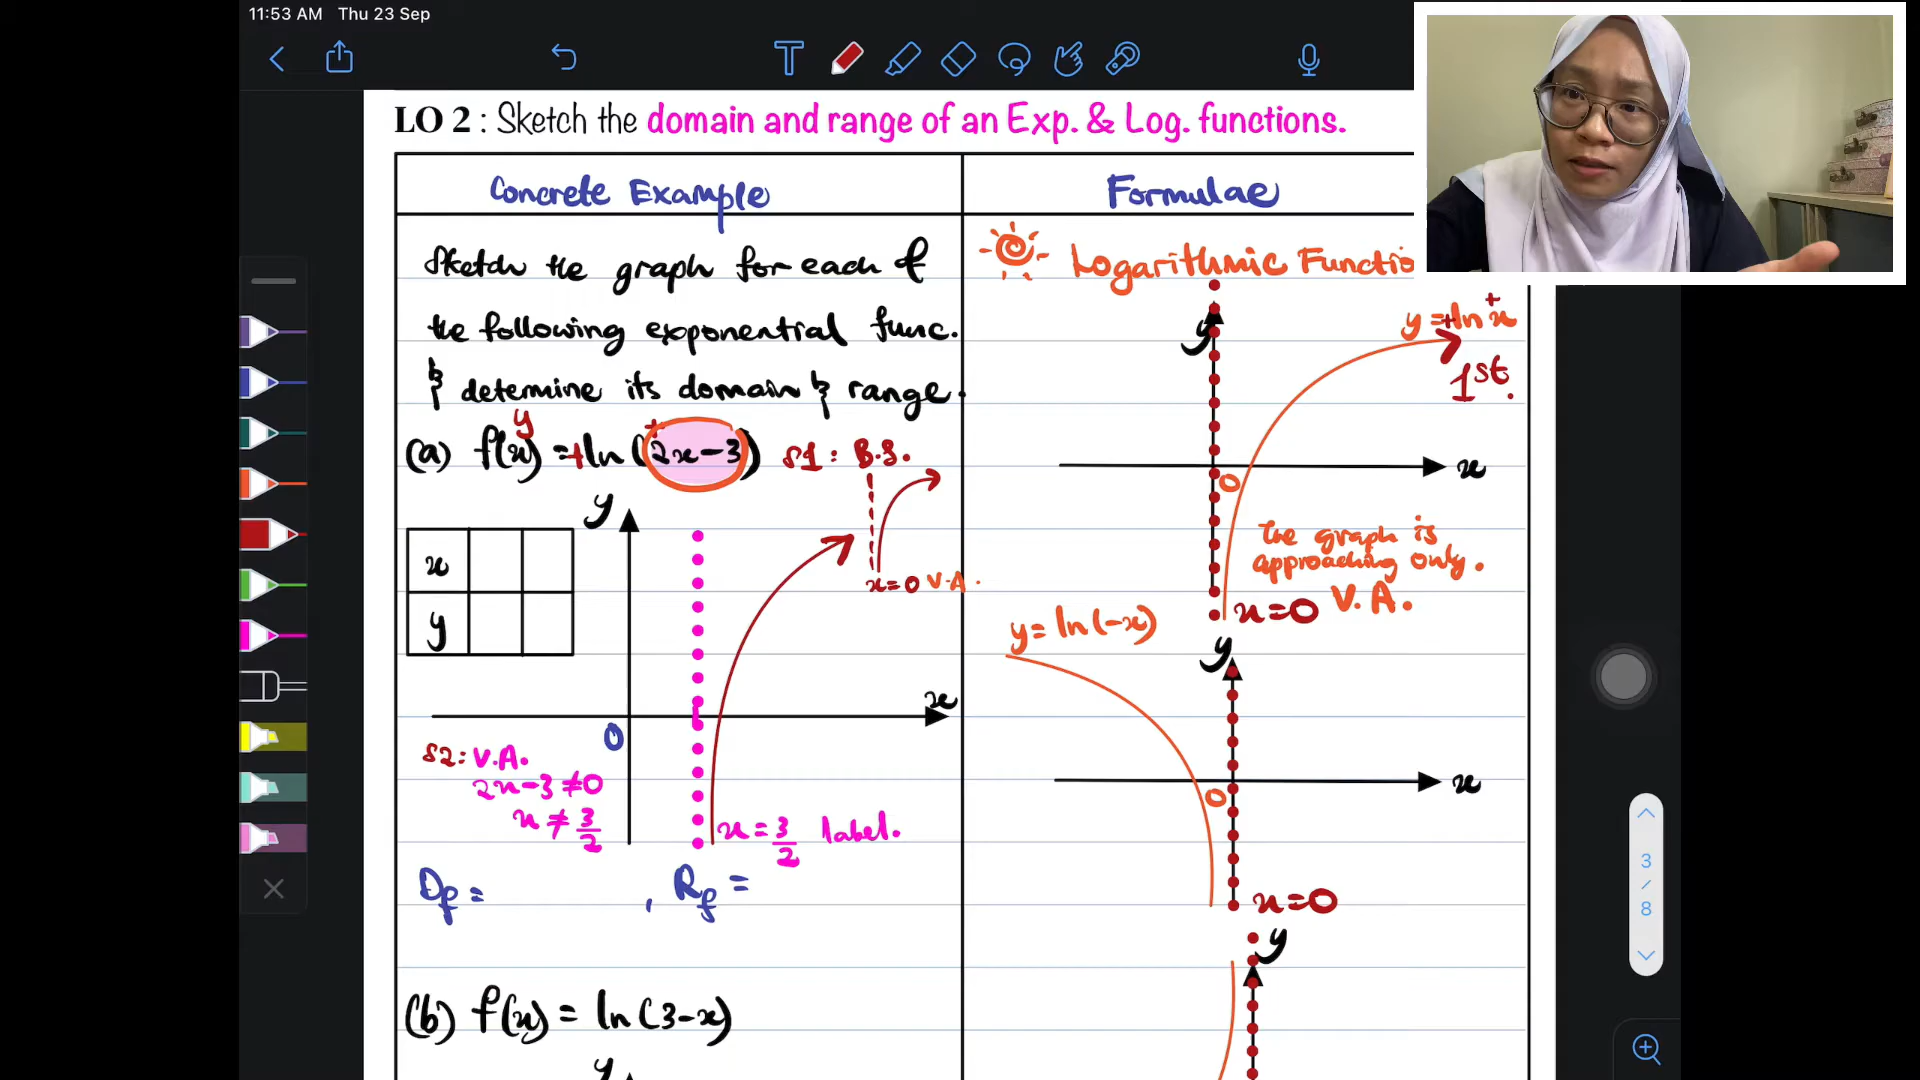 11:53 AM Thu 23 Sep
LO 2 : Sketch the domain and range of an Exp. & Log. functions.
Concrete Example
Sketch the graph for each of
the following exponential func.
& determine its domain & range.
y
(a) f(x) = +ln (2x-3)
+
S1 : B.S.
x=0 V.A.
y
x
y
x
0
S2: V.A.
2x-3 ≠ 0
x ≠ 3/2
x = 3/2 label.
Df = , Rf =
(b) f(x) = ln (3-x)
y
Formulae
Logarithmic Functio
y
y = +ln x
+
1st.
x
0
The graph is
approaching only.
x=0 V.A.
y = ln(-x)
y
x
0
x=0
y
3
/
8